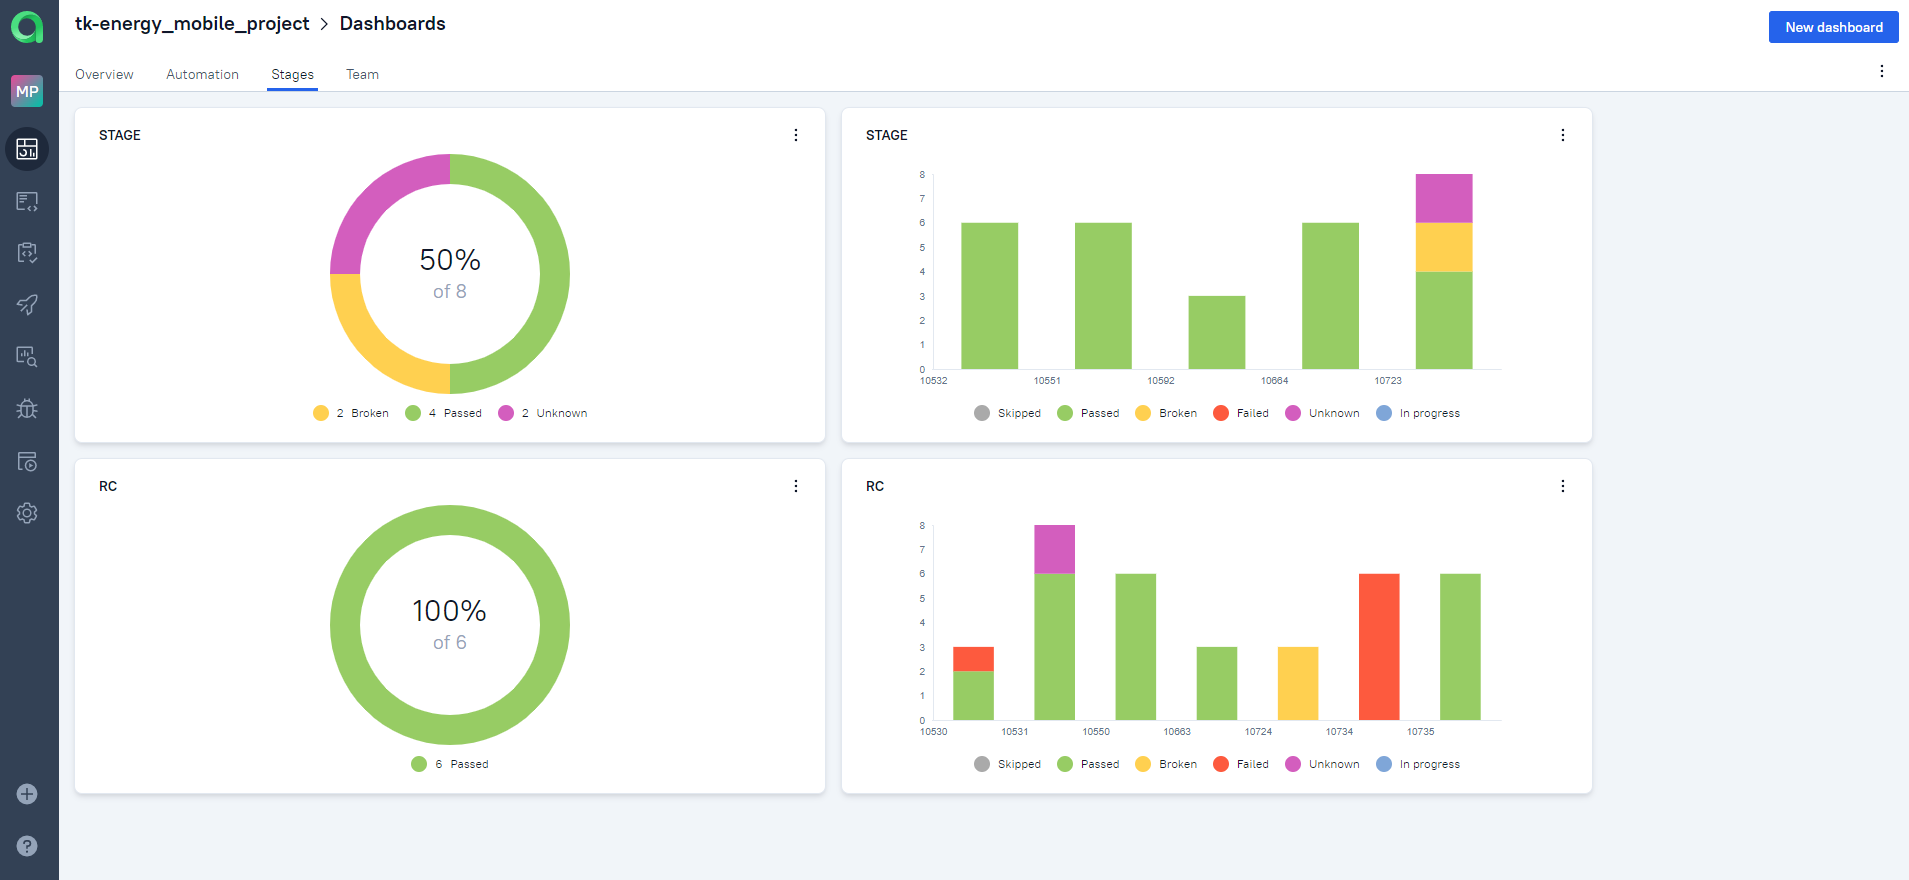 tk-energy_mobile_project > Dashboards
New dashboard
Overview Automation Stages Team
MP
STAGE
50%
of 8
2 Broken 4 Passed 2 Unknown
STAGE
8
7
6
5
4
3
2
1
0
10532 10551 10592 10664 10723
Skipped Passed Broken Failed Unknown In progress
RC
100%
of 6
6 Passed
RC
8
7
6
5
4
3
2
1
0
10530 10531 10550 10663 10724 10734 10735
Skipped Passed Broken Failed Unknown In progress